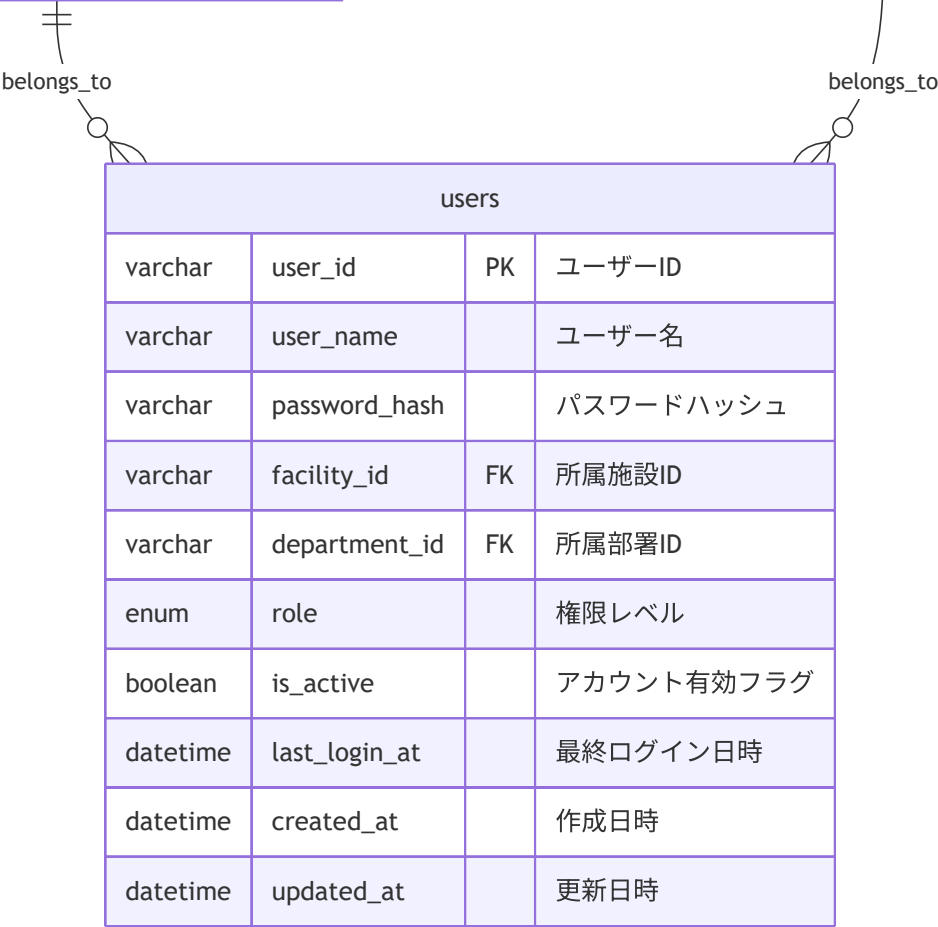 belongs_to belongs_to
users
varchar user_id PK ユーザーID
varchar user_name ユーザー名
varchar password_hash パスワードハッシュ
varchar facility_id FK 所属施設ID
varchar department_id FK 所属部署ID
enum role 権限レベル
boolean is_active アカウント有効フラグ
datetime last_login_at 最終ログイン日時
datetime created_at 作成日時
datetime updated_at 更新日時